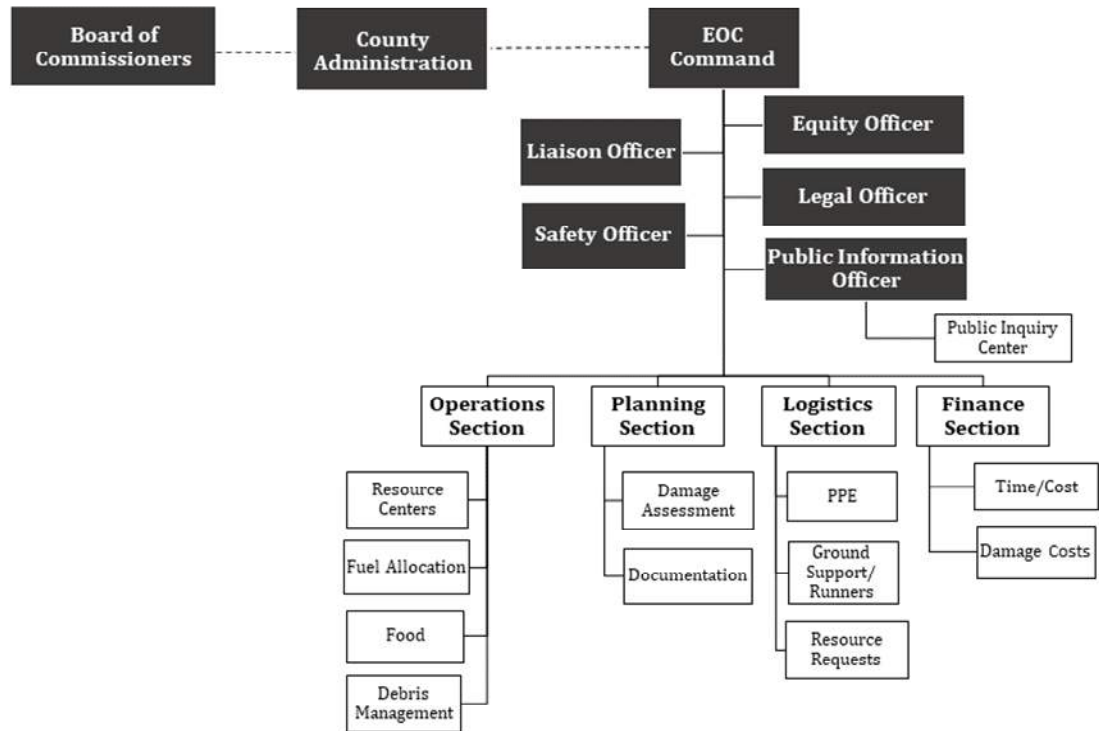 Board of
Commissioners
County
Administration
EOC
Command
Equity Officer
Liaison Officer
Legal Officer
Safety Officer
Public Information
Officer
Public Inquiry
Center
Operations
Section
Planning
Section
Logistics
Section
Finance
Section
Resource
Centers
Fuel Allocation
Food
Debris
Management
Damage
Assessment
Documentation
PPE
Ground
Support/
Runners
Resource
Requests
Time/Cost
Damage Costs